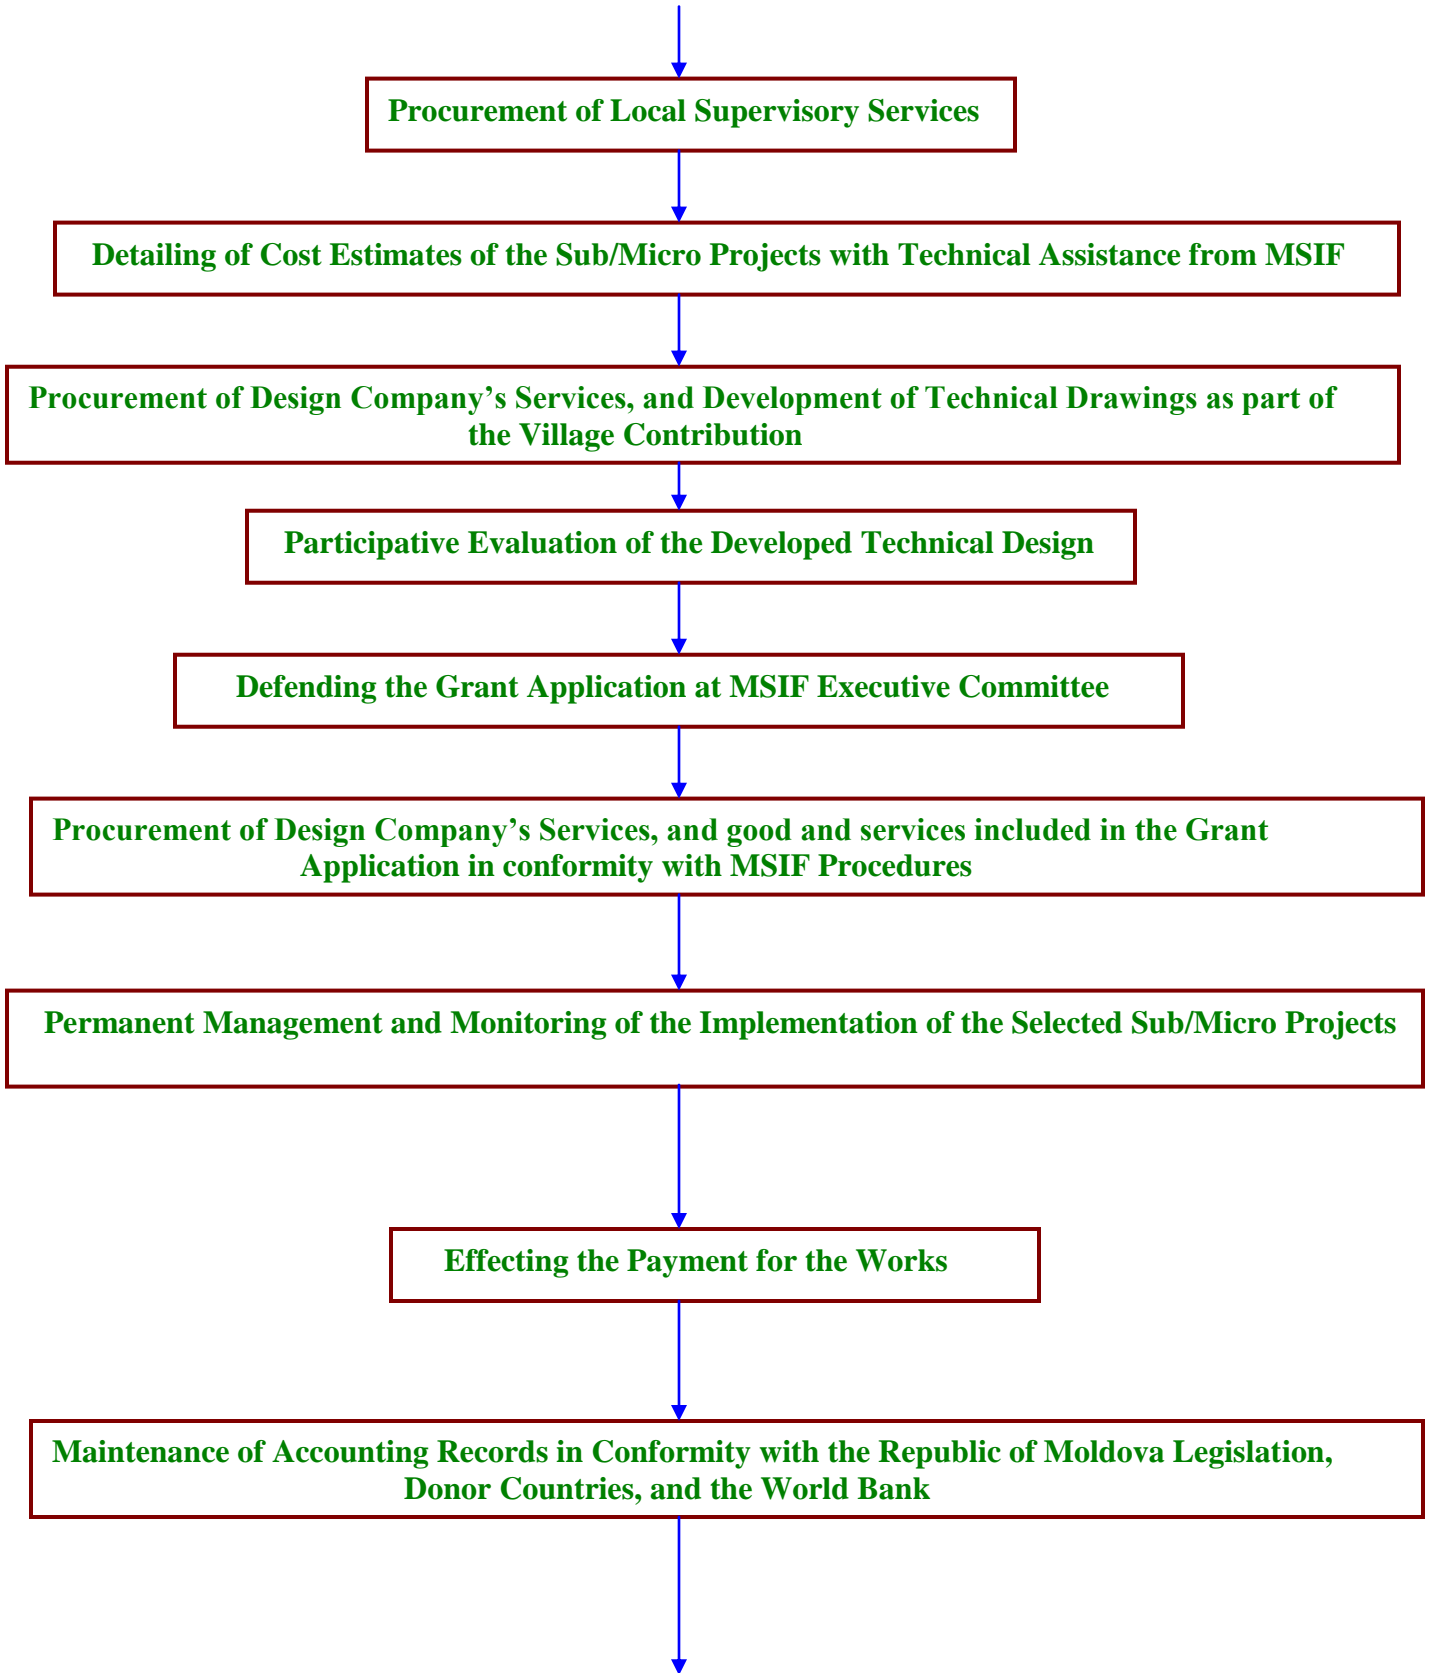 Procurement of Local Supervisory Services
Detailing of Cost Estimates of the Sub/Micro Projects with Technical Assistance from MSIF
Procurement of Design Company’s Services, and Development of Technical Drawings as part of
the Village Contribution
Participative Evaluation of the Developed Technical Design
Defending the Grant Application at MSIF Executive Committee
Procurement of Design Company’s Services, and good and services included in the Grant
Application in conformity with MSIF Procedures
Permanent Management and Monitoring of the Implementation of the Selected Sub/Micro Projects
Effecting the Payment for the Works
Maintenance of Accounting Records in Conformity with the Republic of Moldova Legislation,
Donor Countries, and the World Bank